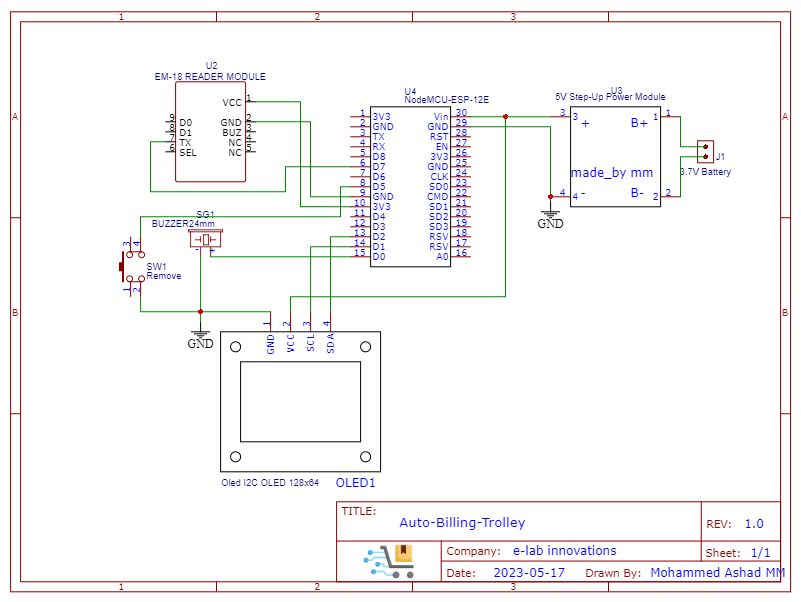 1
2
3
A
B
A
B
1
2
3
U2
EM-18 READER MODULE
VCC 1
GND 2
BUZ 3
NC 4
NC 5
9 D0
8 D1
7 TX
6 SEL
U4
NodeMCU-ESP-12E
1 3V3
2 GND
3 TX
4 RX
5 D8
6 D7
7 D6
8 D5
9 GND
10 3V3
11 D4
12 D3
13 D2
14 D1
15 D0
Vin 30
GND 29
RST 28
EN 27
3V3 26
GND 25
CLK 24
SD0 23
CMD 22
SD1 21
SD2 20
SD3 19
RSV 18
RSV 17
A0 16
U3
5V Step-Up Power Module
3 3 +
B+ 1 1
made_by mm
4 4 -
B- 2 2
J1
3.7V Battery
GND
SG1
BUZZER24mm
- +
3 4
SW1
Remove
1 2
GND
1 2 3 4
GND VCC SCL SDA
Oled I2C OLED 128x64
OLED1
TITLE:
Auto-Billing-Trolley
REV: 1.0
Company: e-lab innovations
Sheet: 1/1
Date: 2023-05-17
Drawn By: Mohammed Ashad MM